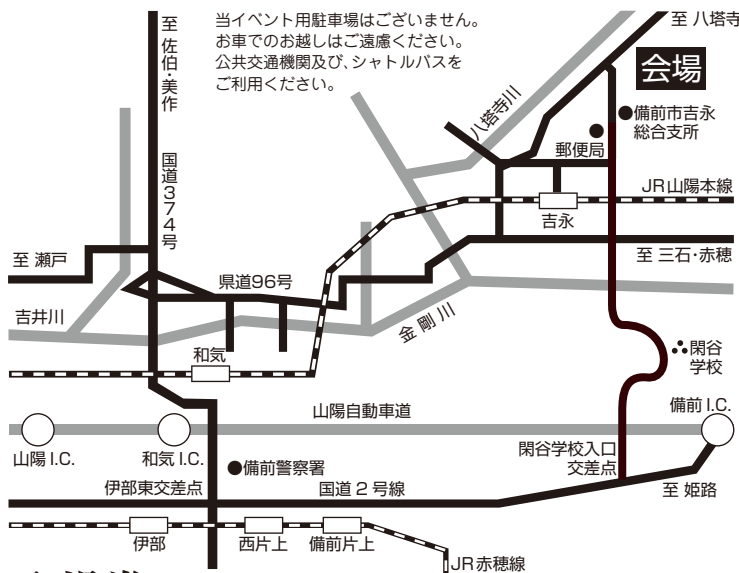 当イベント用駐車場はございません。
お車でのお越しはご遠慮ください。
公共交通機関及び、シャトルバスを
ご利用ください。
至 佐伯・美作
至 八塔寺
会場
八塔寺川
●備前市吉永
総合支所
郵便局
国道374号
JR山陽本線
吉永
至 瀬戸
至 三石・赤穂
県道96号
吉井川
金剛川
和気
閑谷
学校
山陽自動車道
備前 I.C.
山陽 I.C.
和気 I.C.
●備前警察署
閑谷学校入口
交差点
伊部東交差点
国道2号線
至 姫路
伊部
西片上
備前片上
JR赤穂線